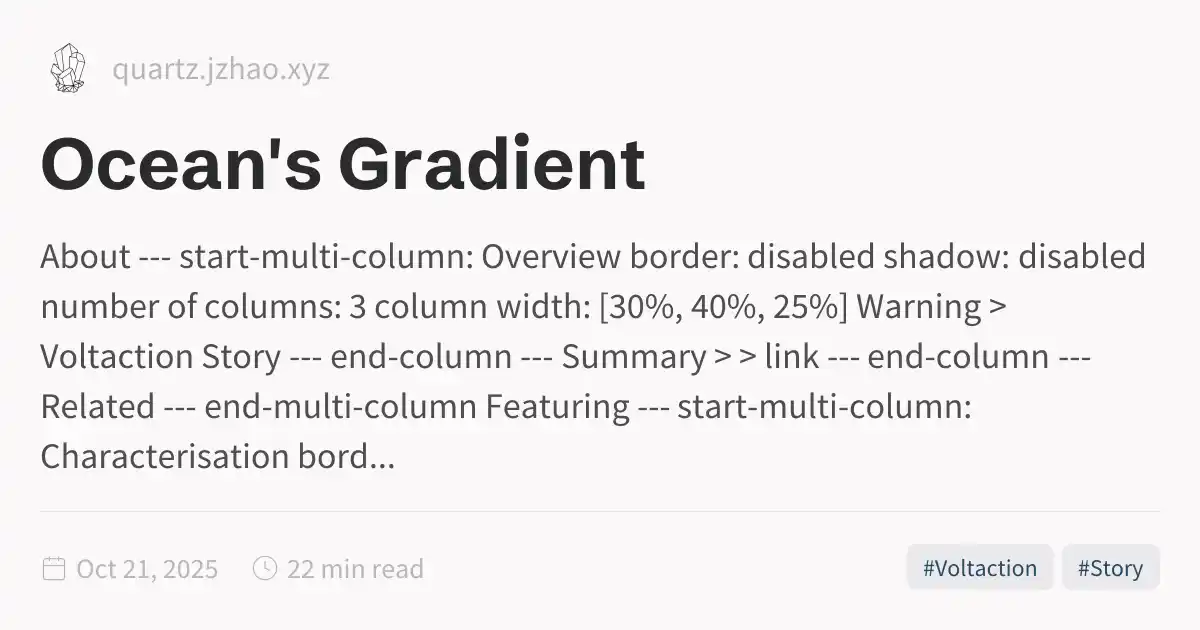 quartz.jzhao.xyz
Ocean's Gradient
About --- start-multi-column: Overview border: disabled shadow: disabled
number of columns: 3 column width: [30%, 40%, 25%] Warning >
Voltaction Story --- end-column --- Summary > > link --- end-column ---
Related --- end-multi-column Featuring --- start-multi-column:
Characterisation bord...
Oct 21, 2025 22 min read #Voltaction #Story